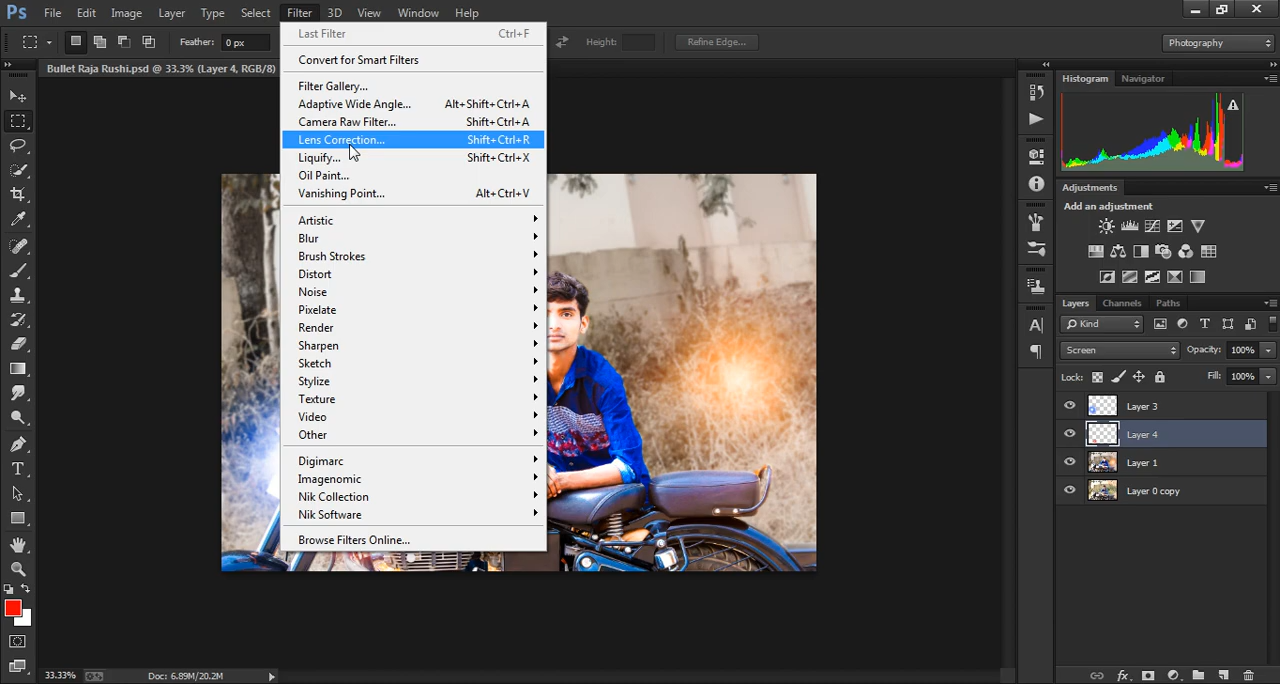 Ps File Edit Image Layer Type Select Filter 3D View Window Help
Feather: 0 px Height: Refine Edge... Photography
Bullet Raja Rushi.psd @ 33.3% (Layer 4, RGB/8)
Last Filter Ctrl+F
Convert for Smart Filters
Filter Gallery...
Adaptive Wide Angle... Alt+Shift+Ctrl+A
Camera Raw Filter... Shift+Ctrl+A
Lens Correction... Shift+Ctrl+R
Liquify... Shift+Ctrl+X
Oil Paint...
Vanishing Point... Alt+Ctrl+V
Artistic
Blur
Brush Strokes
Distort
Noise
Pixelate
Render
Sharpen
Sketch
Stylize
Texture
Video
Other
Digimarc
Imagenomic
Nik Collection
Nik Software
Browse Filters Online...
Histogram Navigator
Adjustments
Add an adjustment
Layers Channels Paths
Kind
Screen Opacity: 100%
Lock: Fill: 100%
Layer 3
Layer 4
Layer 1
Layer 0 copy
33.33% Doc: 6.89M/20.2M